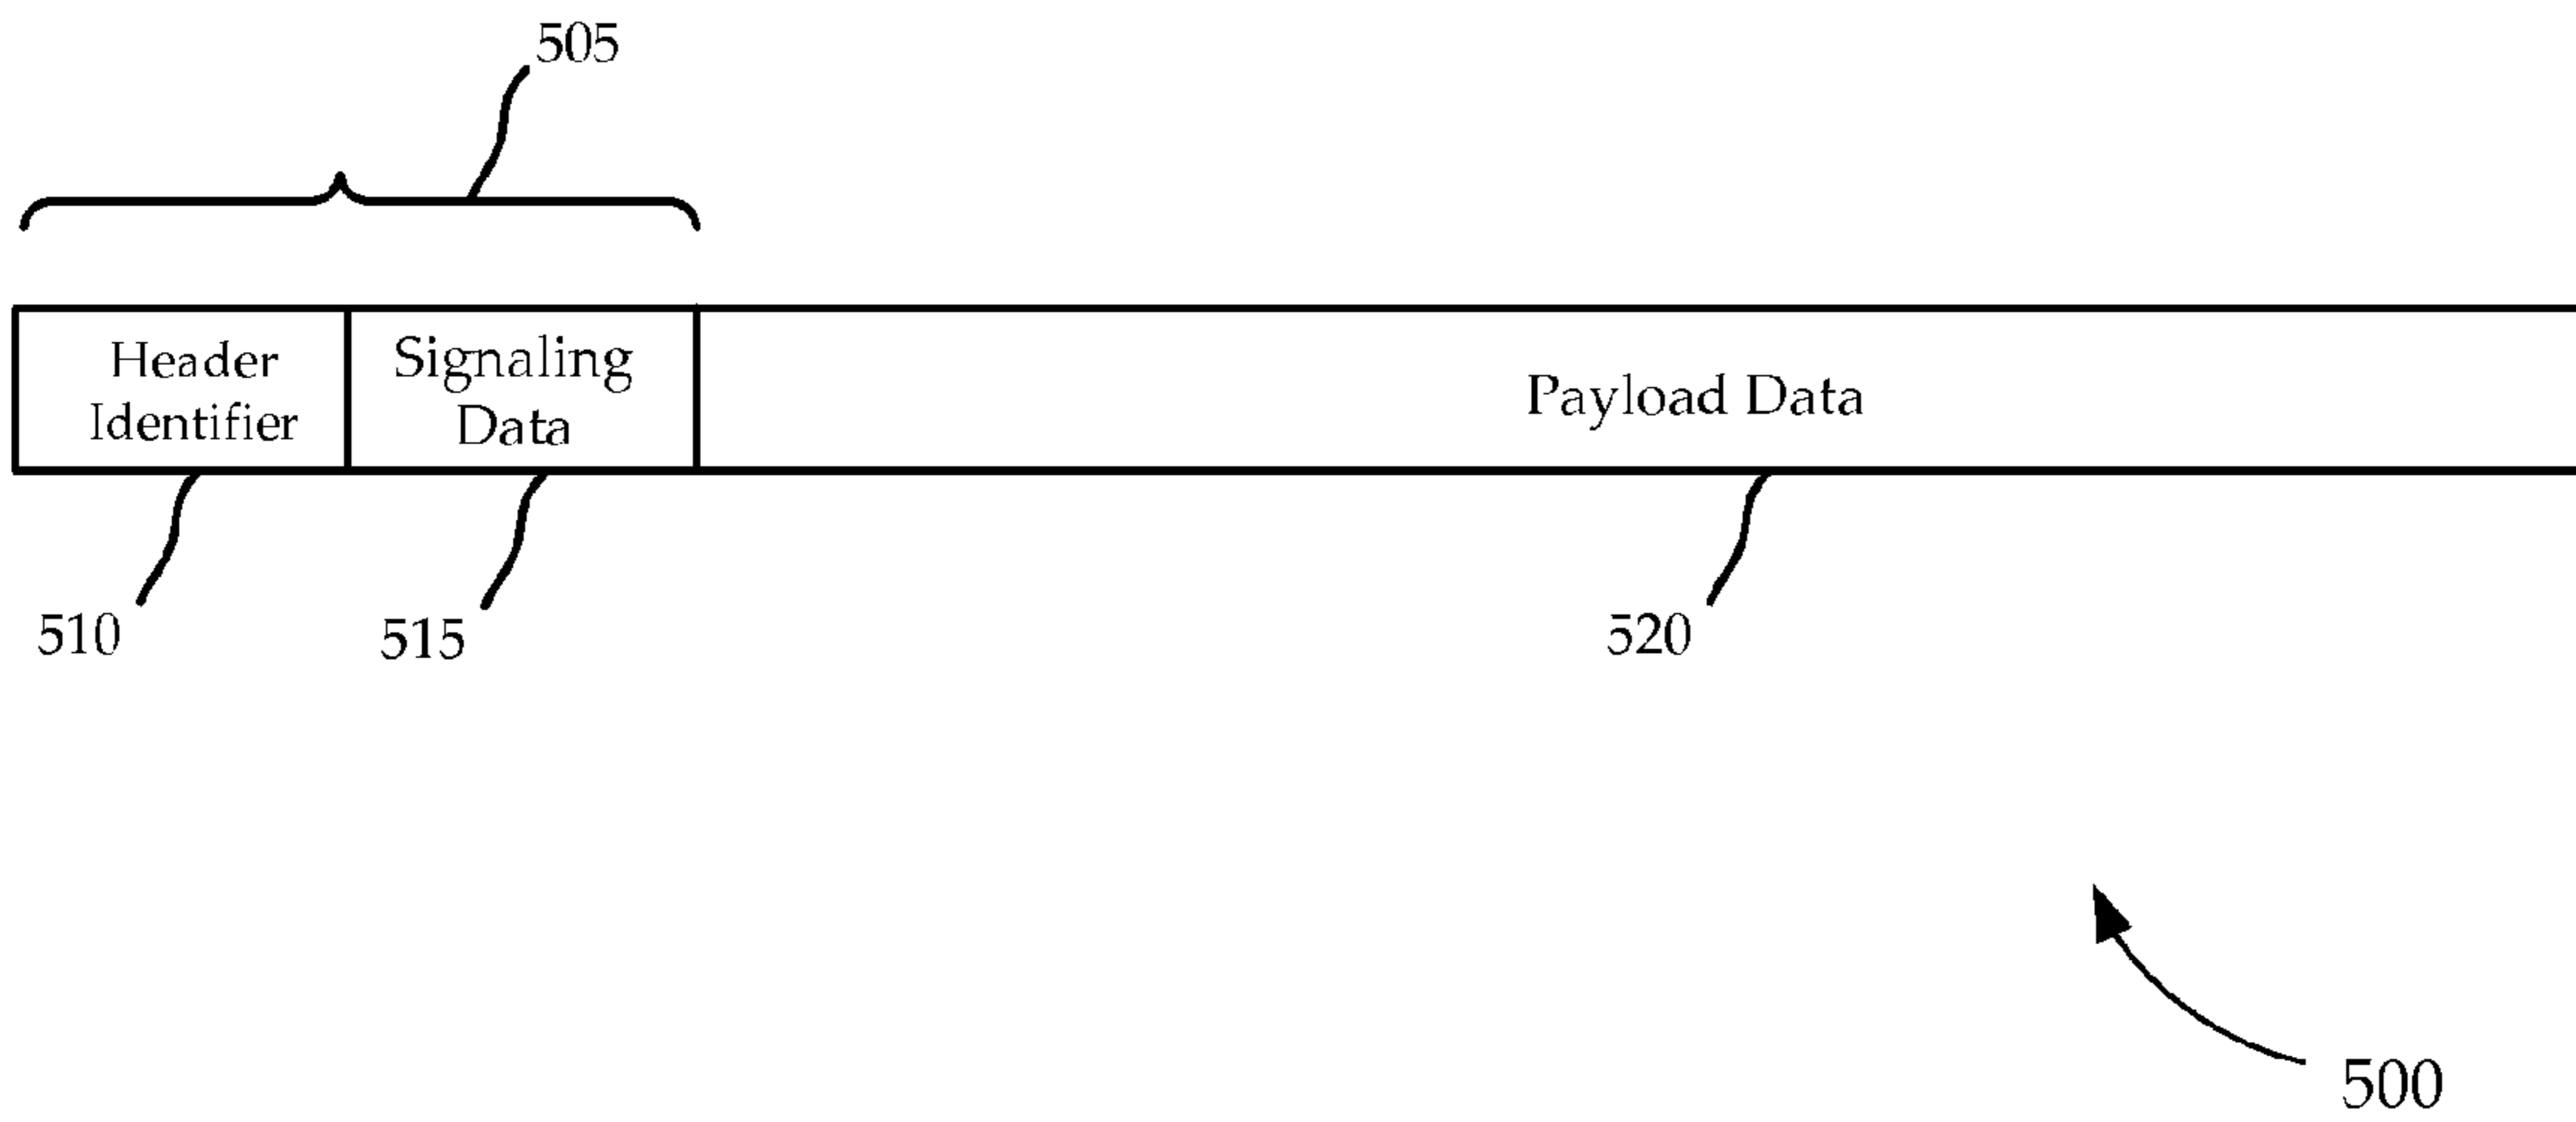 505
Header
Identifier
Signaling
Data
Payload Data
510
515
520
500